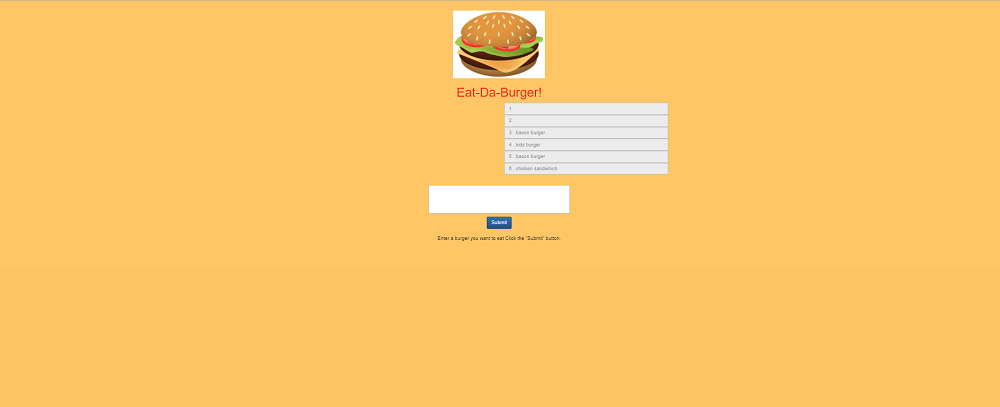 Eat-Da-Burger!
1.
2.
3. bacon burger
4. kids burger
5. bacon burger
6. chicken sandwhich
Submit
Enter a burger you want to eat Click the "Submit" button.